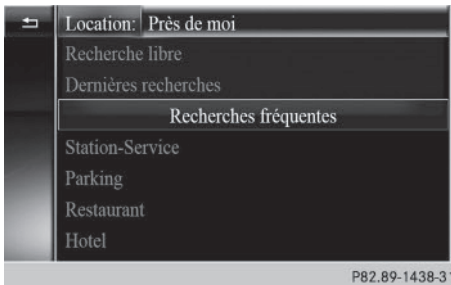 Location: Près de moi
Recherche libre
Dernières recherches
Recherches fréquentes
Station-Service
Parking
Restaurant
Hotel
P82.89-1438-31